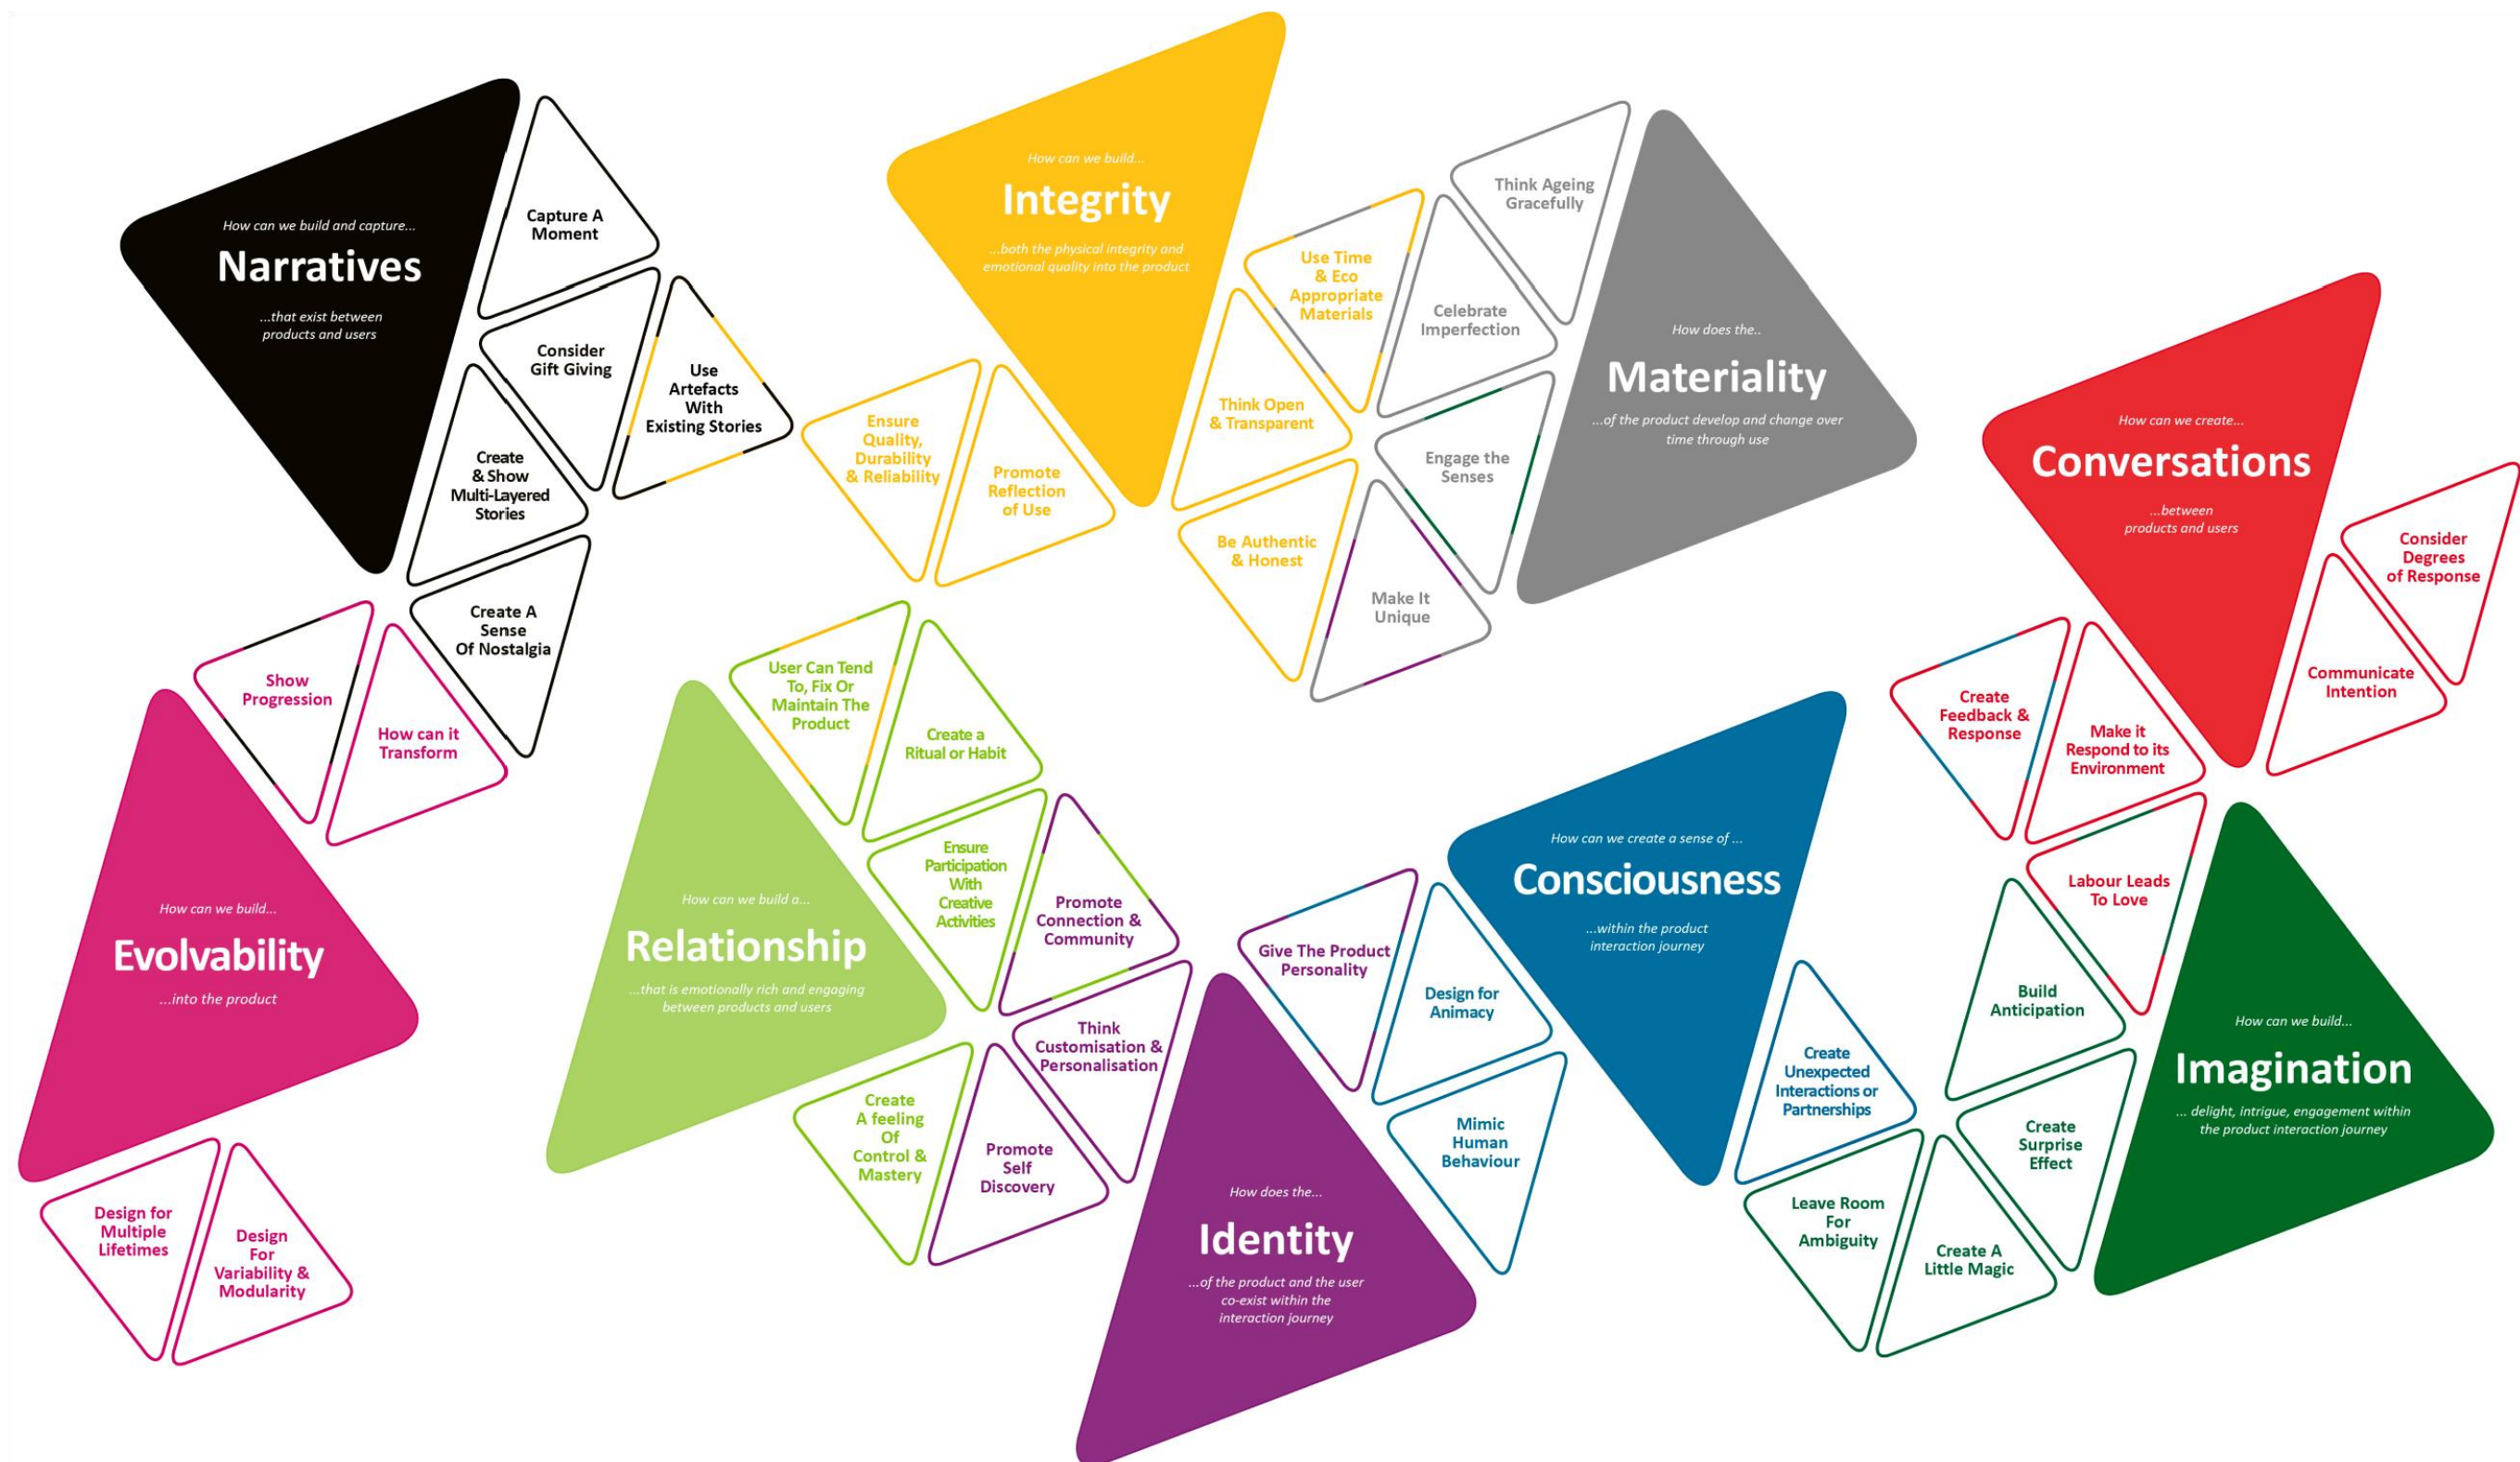 How can we build and capture...
Narratives
...that exist between
products and users
Capture A
Moment
Consider
Gift Giving
Use
Artefacts
With
Existing Stories
Create
& Show
Multi-Layered
Stories
Create A
Sense
Of Nostalgia
How can we build...
Integrity
...both the physical integrity and
emotional quality into the product
Ensure
Quality,
Durability
& Reliability
Promote
Reflection
of Use
Think Open
& Transparent
Be Authentic
& Honest
Use Time
& Eco
Appropriate
Materials
Think Ageing
Gracefully
Celebrate
Imperfection
Engage the
Senses
Make It
Unique
How does the..
Materiality
...of the product develop and change over
time through use
How can we create...
Conversations
...between
products and users
Consider
Degrees
of Response
Communicate
Intention
Create
Feedback &
Response
Make it
Respond to its
Environment
Labour Leads
To Love
Show
Progression
How can it
Transform
How can we build...
Evolvability
...into the product
Design for
Multiple
Lifetimes
Design
For
Variability &
Modularity
User Can Tend
To, Fix Or
Maintain The
Product
Create a
Ritual or Habit
Ensure
Participation
With
Creative
Activities
How can we build a...
Relationship
...that is emotionally rich and engaging
between products and users
Create
A feeling
Of
Control &
Mastery
Promote
Connection &
Community
Think
Customisation &
Personalisation
Promote
Self
Discovery
Give The Product
Personality
How does the...
Identity
...of the product and the user
co-exist within the
interaction journey
How can we create a sense of ...
Consciousness
...within the product
interaction journey
Design for
Animacy
Mimic
Human
Behaviour
Create
Unexpected
Interactions or
Partnerships
Build
Anticipation
Create
Surprise
Effect
Leave Room
For
Ambiguity
Create A
Little Magic
How can we build...
Imagination
... delight, intrigue, engagement within
the product interaction journey